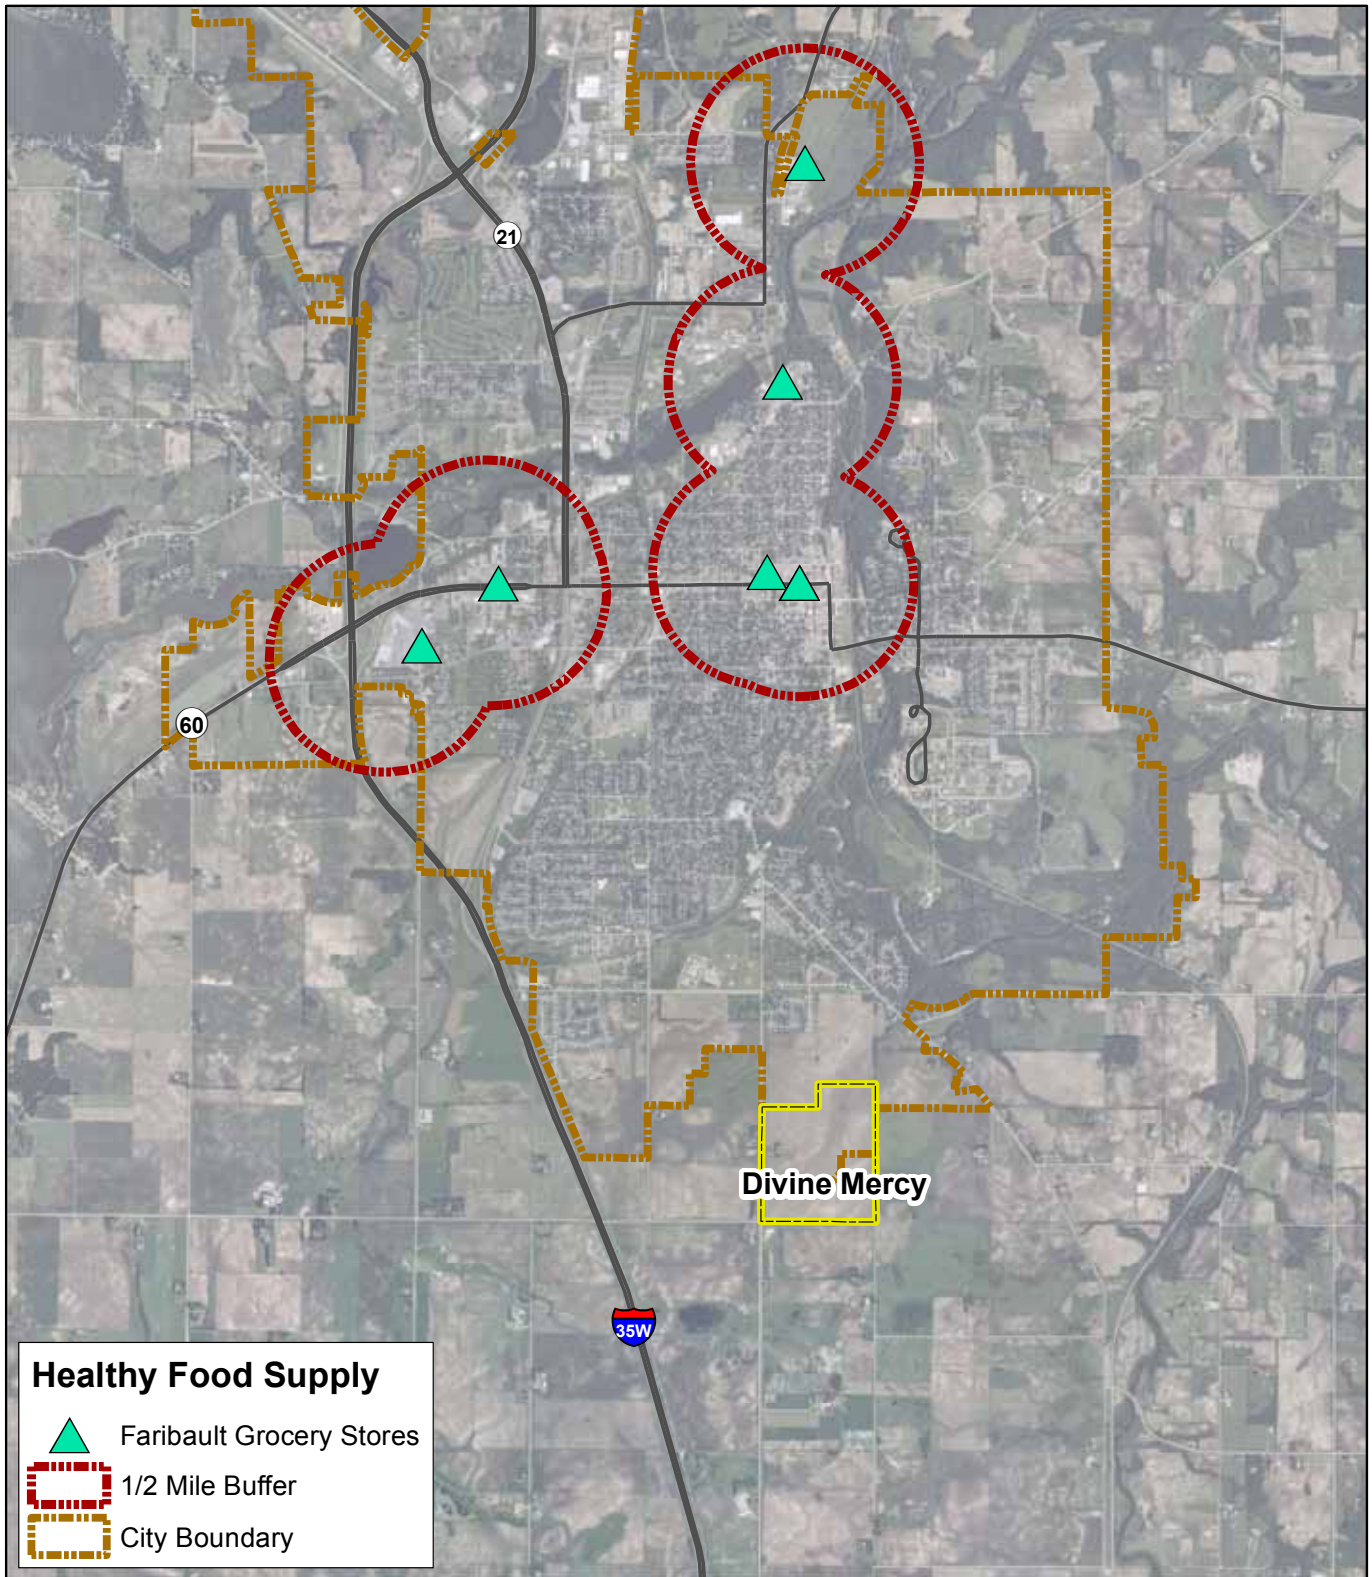 21
60
Divine Mercy
35W
Healthy Food Supply
Faribault Grocery Stores
1/2 Mile Buffer
City Boundary